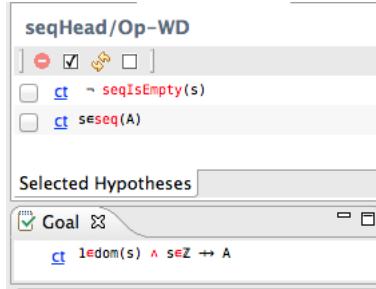 seqHead/Op-WD
ct ¬ seqIsEmpty(s)
ct s∈seq(A)
Selected Hypotheses
Goal
ct 1∈dom(s) ∧ s∈ℤ ⇸ A